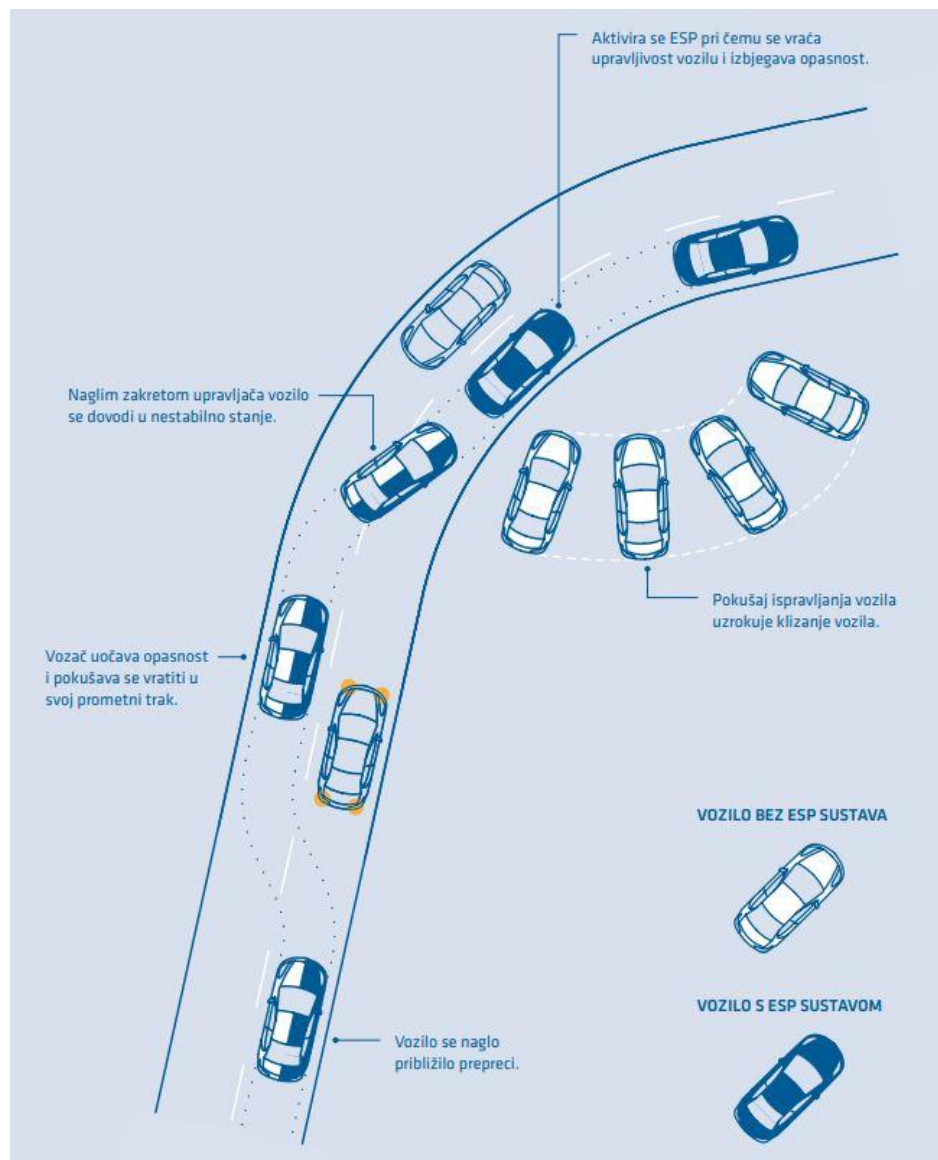 Aktivira se ESP pri čemu se vraća
upravljivost vozilu i izbjegava opasnost.
Naglim zakretom upravljača vozilo
se dovodi u nestabilno stanje.
Pokušaj ispravljanja vozila
uzrokuje klizanje vozila.
Vozač uočava opasnost
i pokušava se vratiti u
svoj prometni trak.
VOZILO BEZ ESP SUSTAVA
VOZILO S ESP SUSTAVOM
Vozilo se naglo
približilo prepreci.